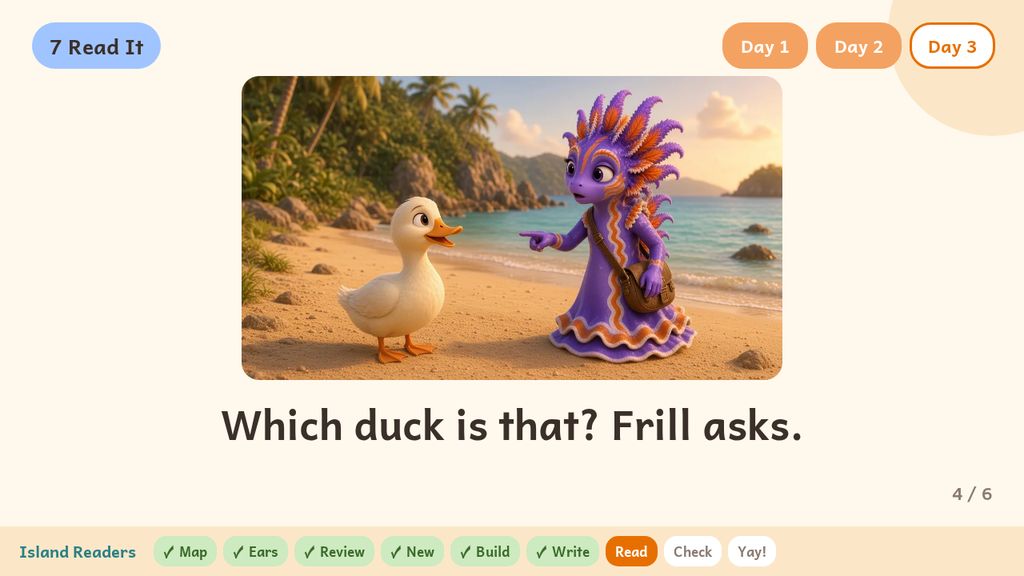 7 Read It
Day 1
Day 2
Day 3
Which duck is that? Frill asks.
4 / 6
Island Readers
✓ Map
✓ Ears
✓ Review
✓ New
✓ Build
✓ Write
Read
Check
Yay!